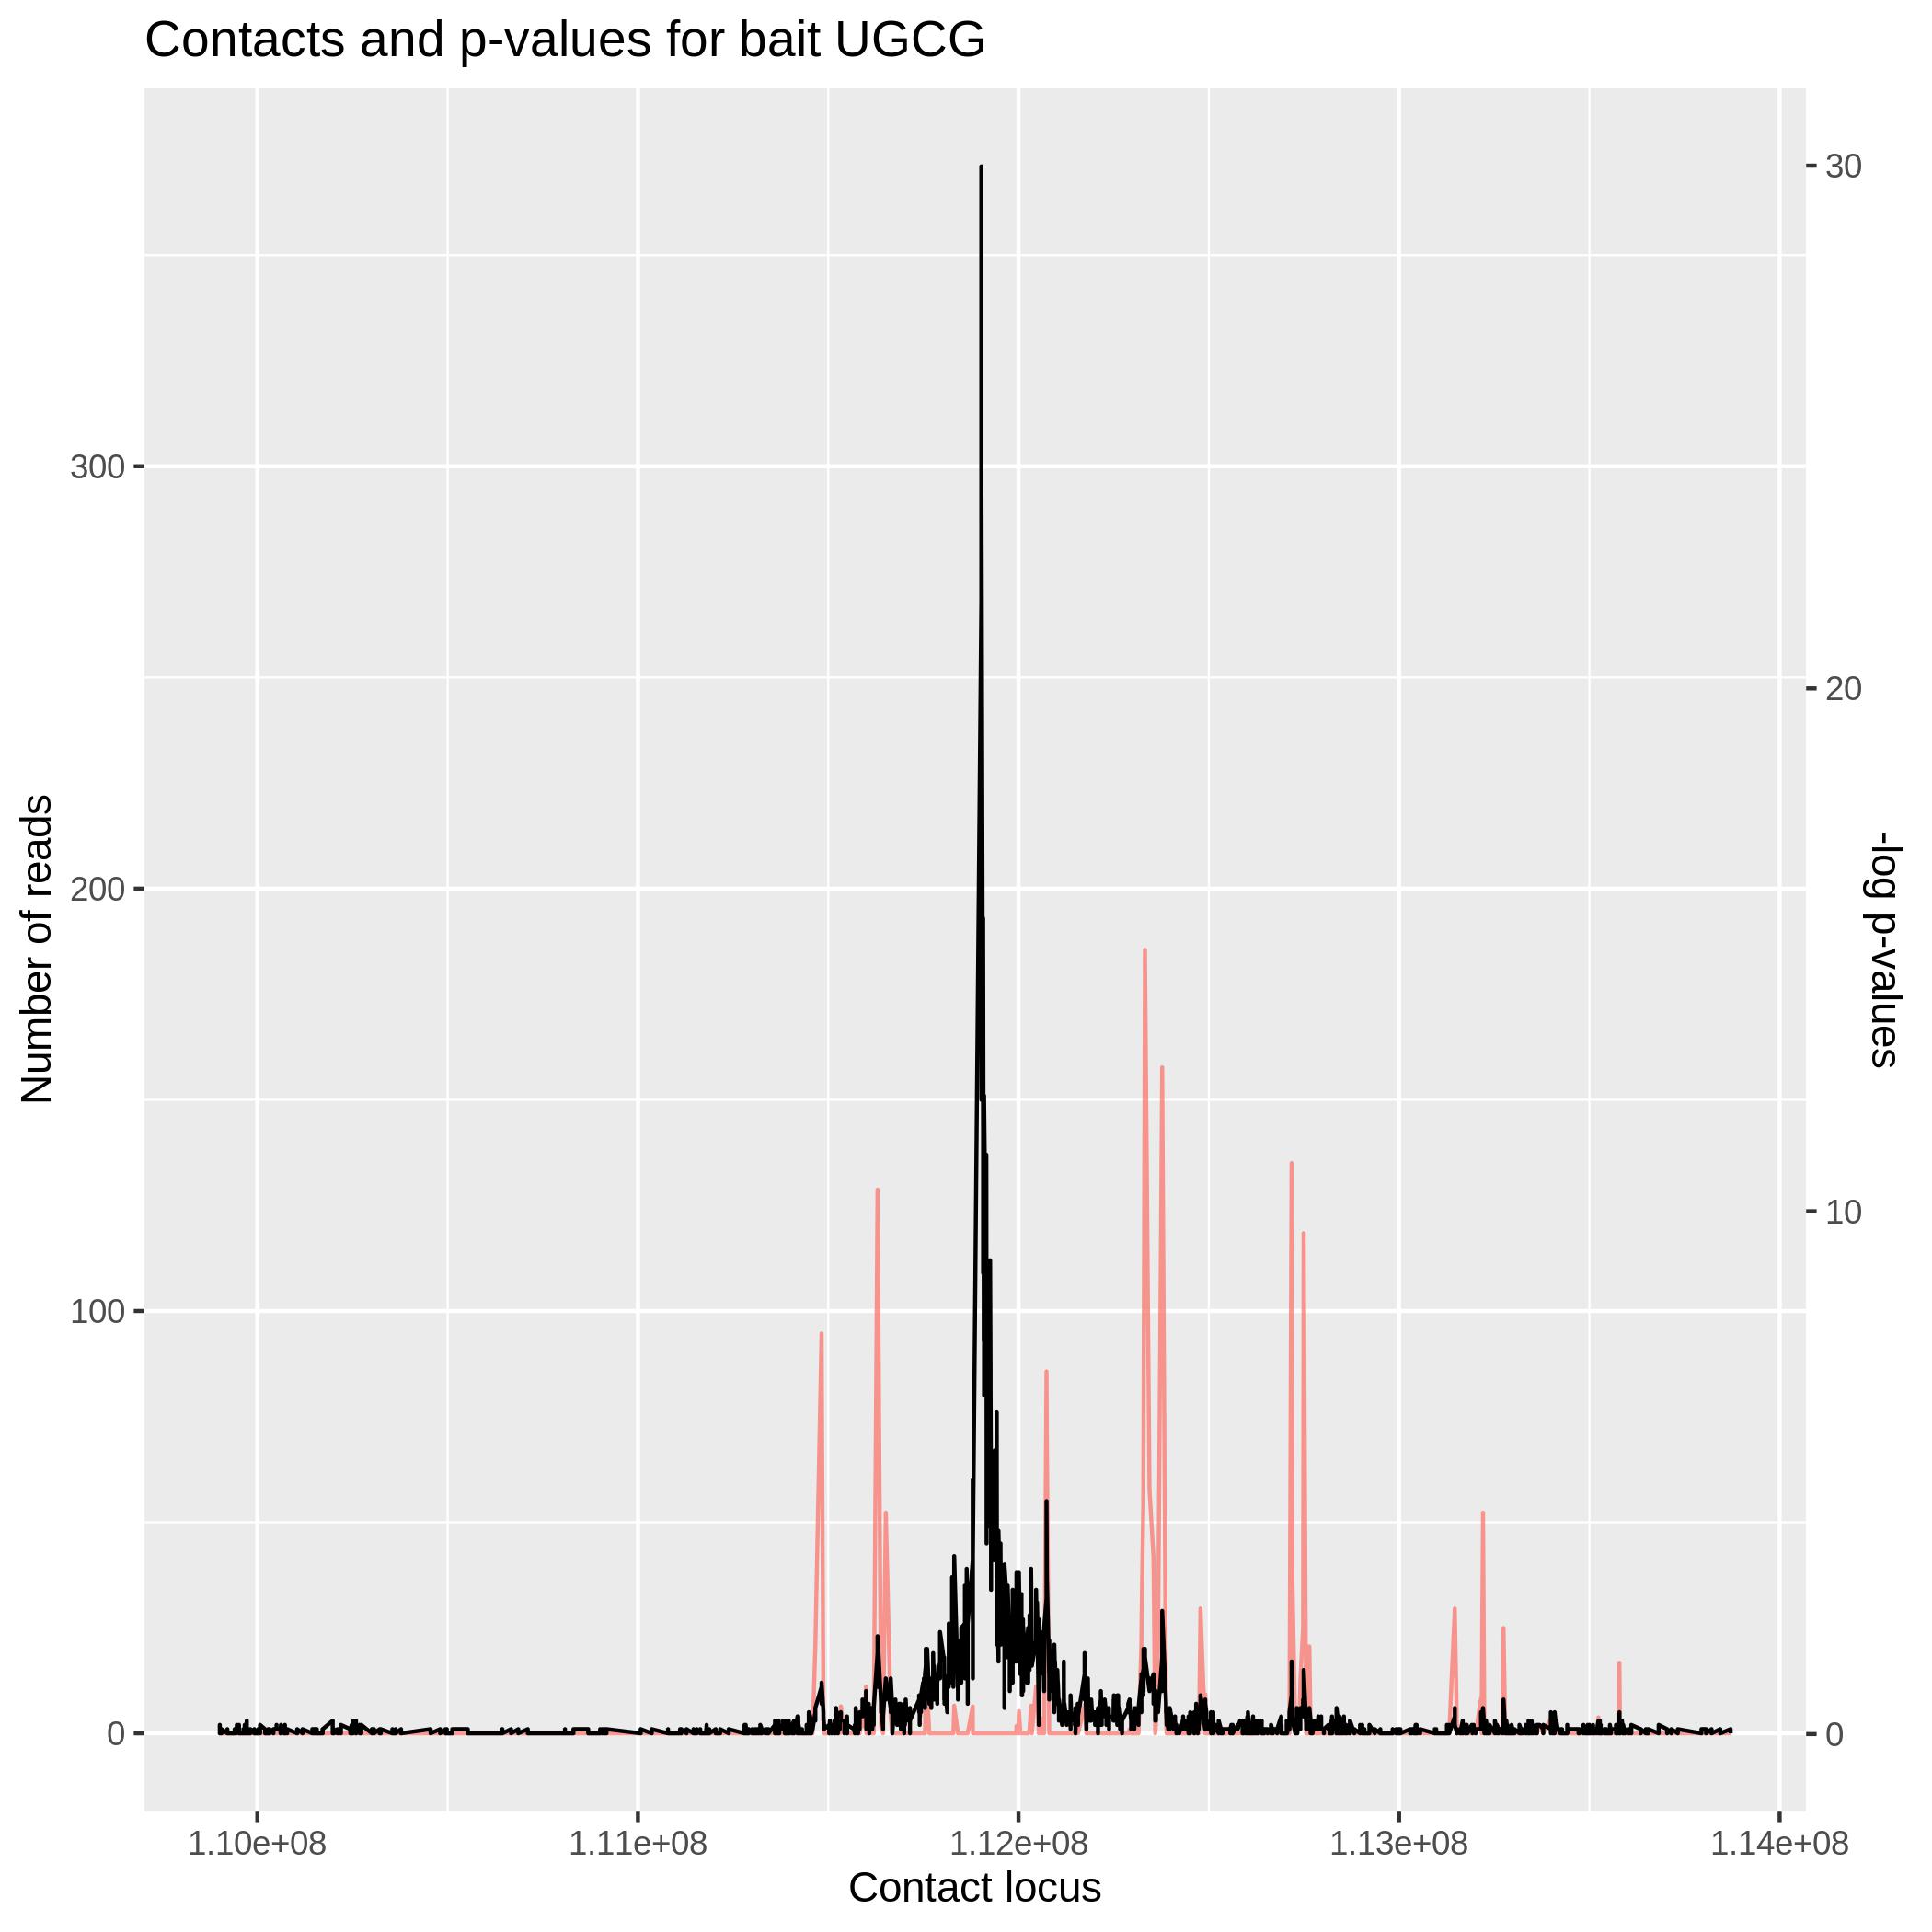 Contacts and p-values for bait UGCG
30
300
20
200
10
100
0
0
Number of reads
-log p-values
1.10e+08 1.11e+08 1.12e+08 1.13e+08 1.14e+08
Contact locus